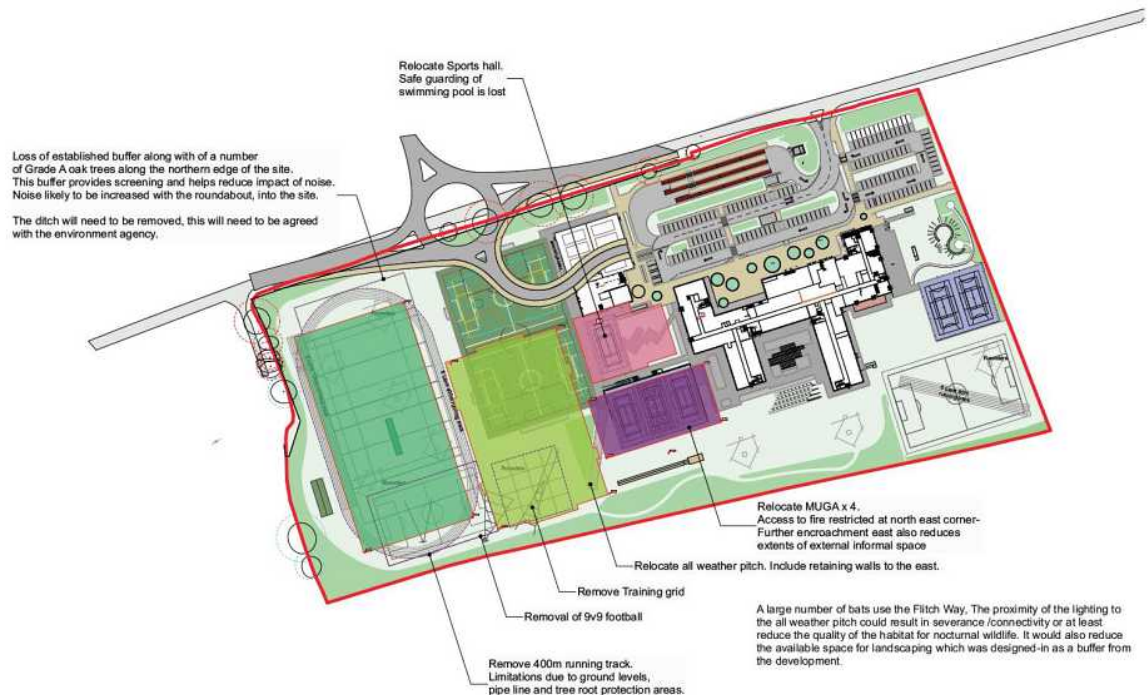 Relocate Sports hall.
Safe guarding of
swimming pool is lost
Loss of established buffer along with of a number
of Grade A oak trees along the northern edge of the site.
This buffer provides screening and helps reduce impact of noise.
Noise likely to be increased with the roundabout, into the site.
The ditch will need to be removed, this will need to be agreed
with the environment agency.
Relocate MUGA x 4.
Access to fire restricted at north east corner-
Further encroachment east also reduces
extents of external informal space
Relocate all weather pitch. Include retaining walls to the east.
Remove Training grid
Removal of 9v9 football
Remove 400m running track.
Limitations due to ground levels,
pipe line and tree root protection areas.
A large number of bats use the Flitch Way, The proximity of the lighting to
the all weather pitch could result in severance /connectivity or at least
reduce the quality of the habitat for nocturnal wildlife. It would also reduce
the available space for landscaping which was designed-in as a buffer from
the development.